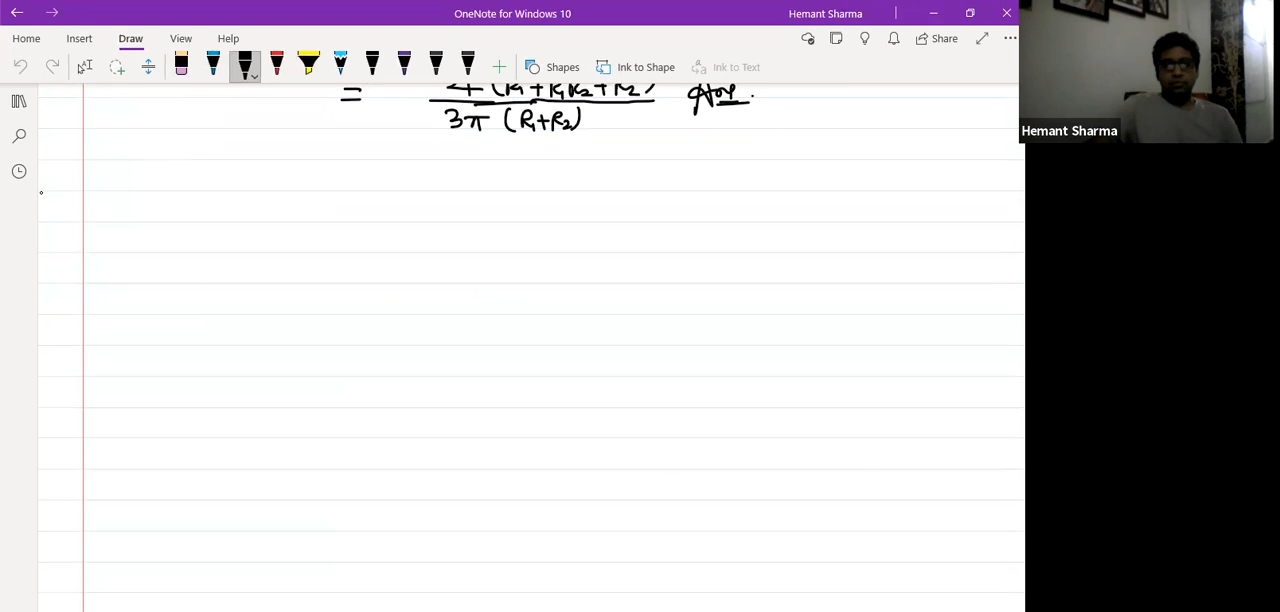 OneNote for Windows 10
Hemant Sharma
Home Insert Draw View Help
Share
Shapes Ink to Shape Ink to Text
Hemant Sharma
=
3π (R₁+R₂)